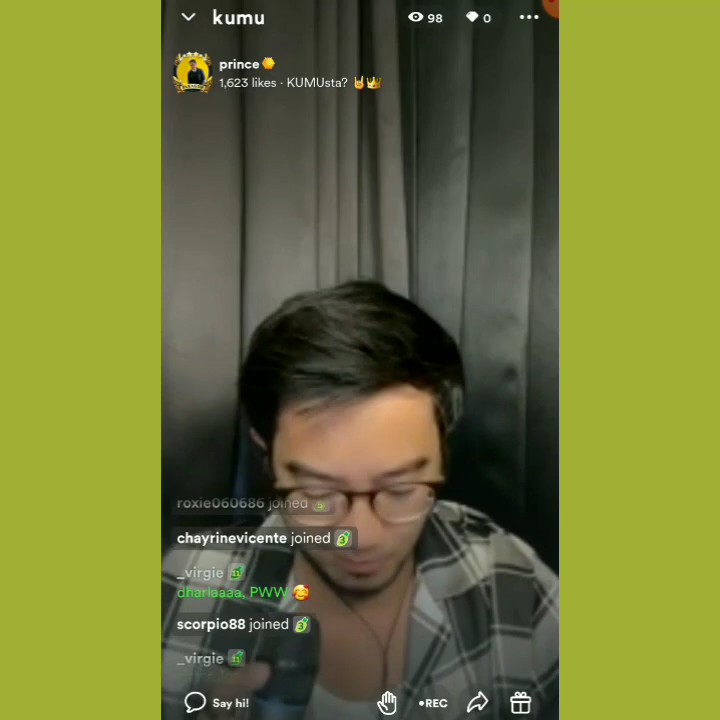 kumu
98
0
prince
1,623 likes · KUMUsta?
roxie060686 joined
chayrinevicente joined
_virgie
dharlaaaa, PWW
scorpio88 joined
_virgie
Say hi!
•REC